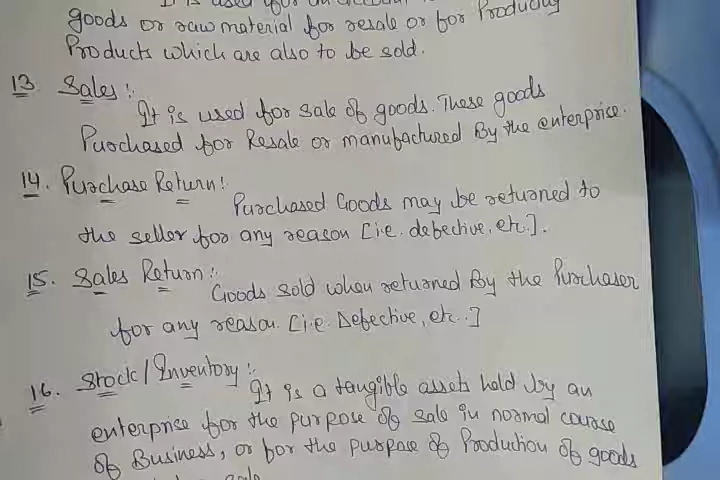 It is used for
goods or raw material for resale or for Producing
Products which are also to be sold.
13. Sales:.
It is used for sale of goods. These goods
Purchased for Resale or manufactured By the enterprise.
14. Purchase Return:.
Purchased Goods may be returned to
the seller for any reason [i.e. defective, etc.].
15. Sales Return:.
Goods sold when returned By the Purchaser
for any reason. [i.e. Defective, etc..]
16. Stock/Inventory:.
It is a tangible assets held by an
enterprise for the purpose of sale in normal course
of Business, or for the purpose of Production of goods
sale